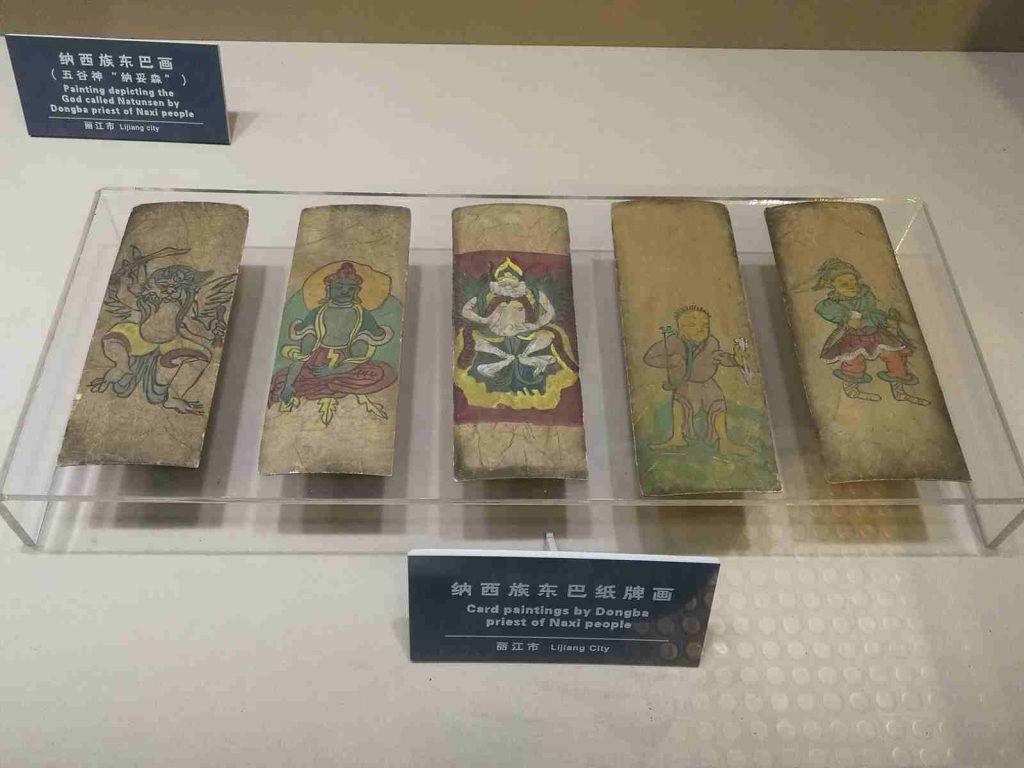 纳西族东巴画
(五谷神“纳妥森”)
Painting depicting the
God called Natunsen by
Dongba priest of Naxi people
丽江市 Lijiang city
纳西族东巴纸牌画
Card paintings by Dongba
priest of Naxi people
丽江市 Lijiang City